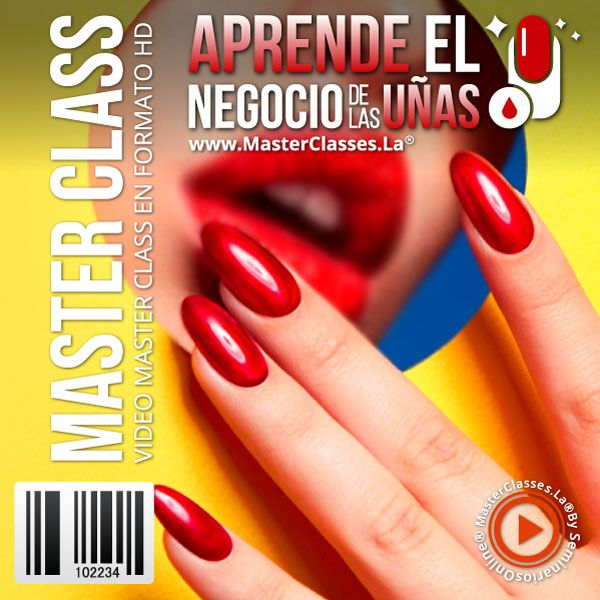 APRENDE EL
NEGOCIO DE LAS UÑAS
www.MasterClasses.La®
MASTER CLASS
VIDEO MASTER CLASS EN FORMATO HD
102234
MasterClasses.La®By SeminariosOnline®